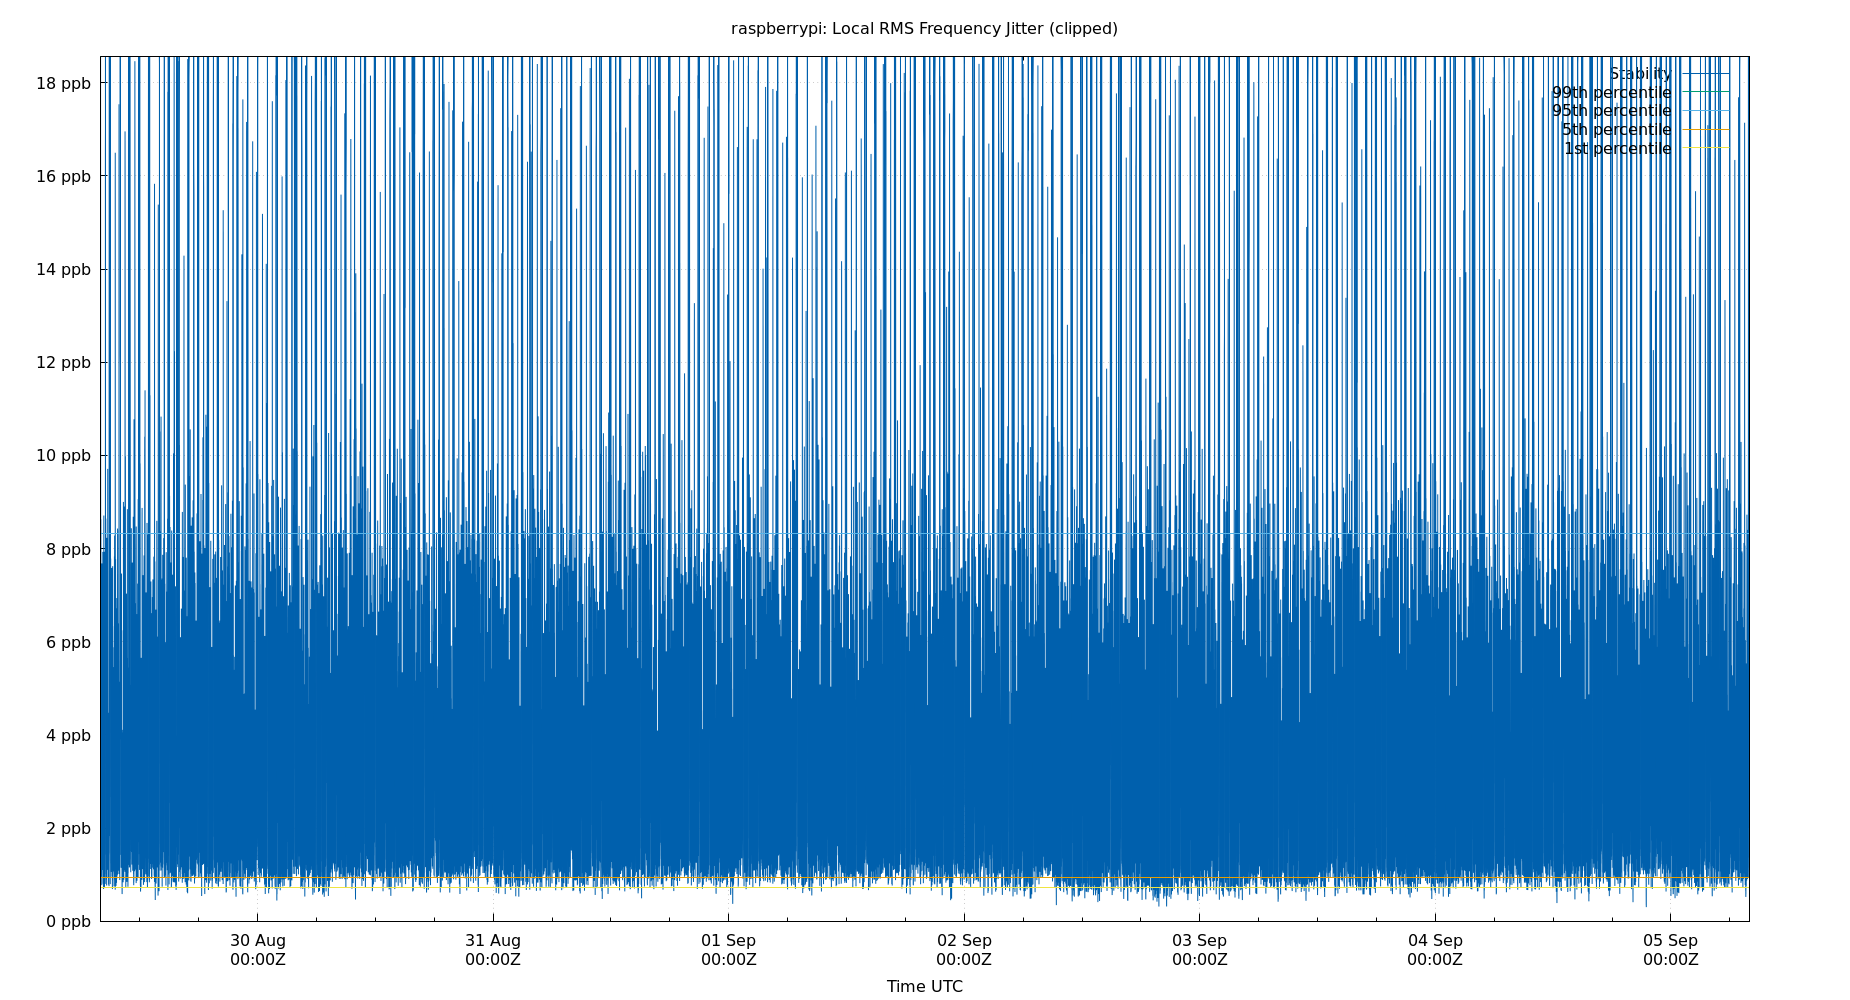 raspberrypi: Local RMS Frequency Jitter (clipped)
18 ppb
16 ppb
14 ppb
12 ppb
10 ppb
8 ppb
6 ppb
4 ppb
2 ppb
0 ppb
Stability
99th percentile
95th percentile
5th percentile
1st percentile
30 Aug
00:00Z
31 Aug
00:00Z
01 Sep
00:00Z
02 Sep
00:00Z
03 Sep
00:00Z
04 Sep
00:00Z
05 Sep
00:00Z
Time UTC